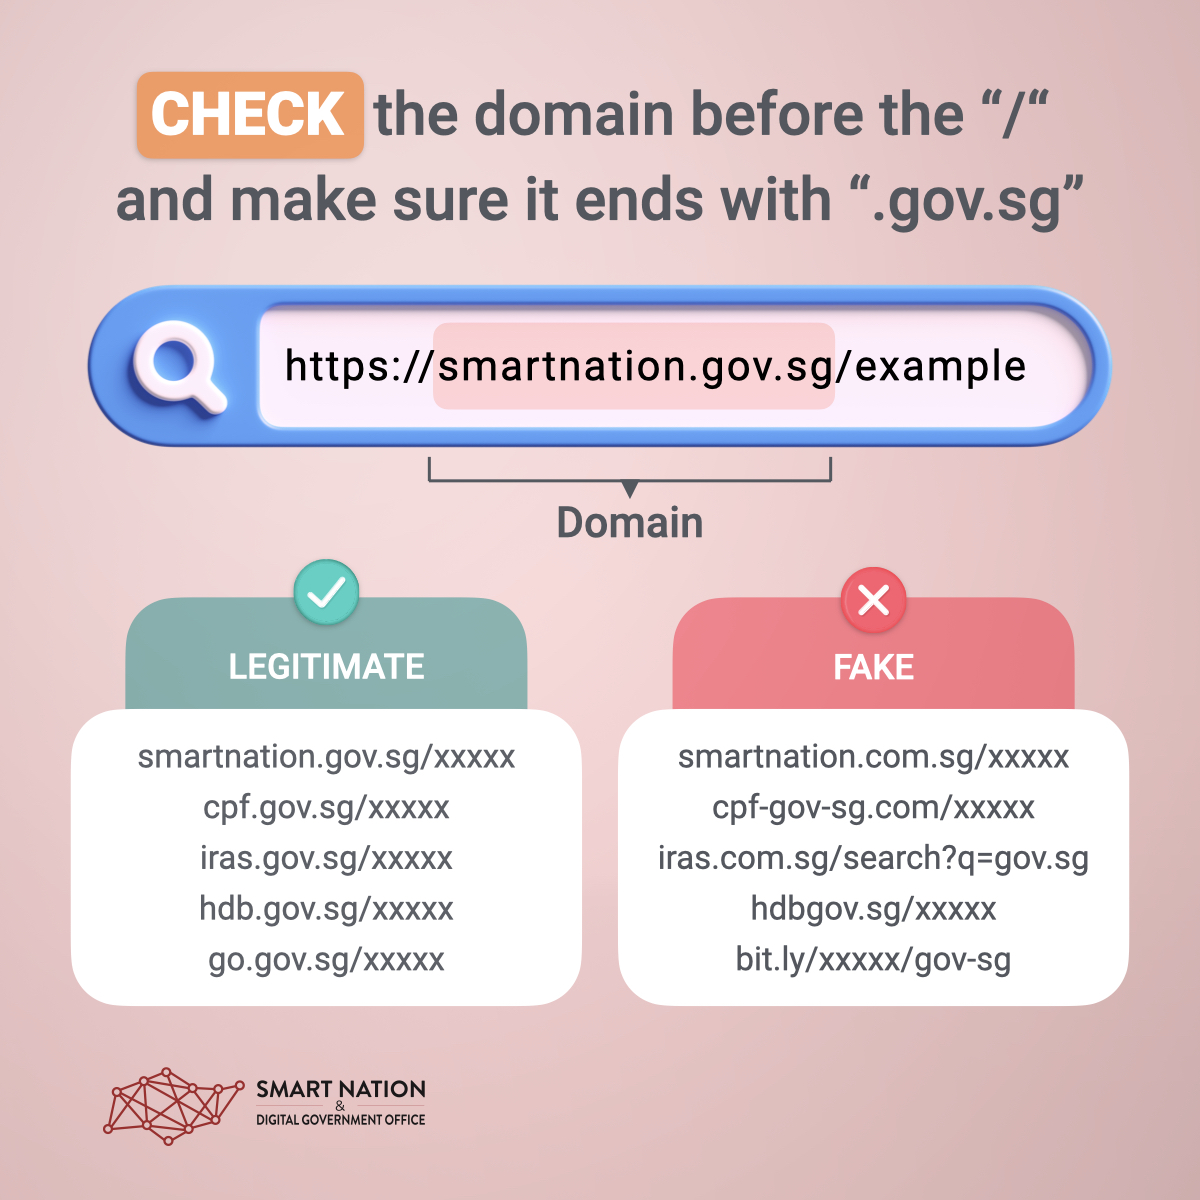 CHECK the domain before the “/“
and make sure it ends with “.gov.sg”
https://smartnation.gov.sg/example
Domain
LEGITIMATE
smartnation.gov.sg/xxxxx
cpf.gov.sg/xxxxx
iras.gov.sg/xxxxx
hdb.gov.sg/xxxxx
go.gov.sg/xxxxx
FAKE
smartnation.com.sg/xxxxx
cpf-gov-sg.com/xxxxx
iras.com.sg/search?q=gov.sg
hdbgov.sg/xxxxx
bit.ly/xxxxx/gov-sg
SMART NATION
&
DIGITAL GOVERNMENT OFFICE